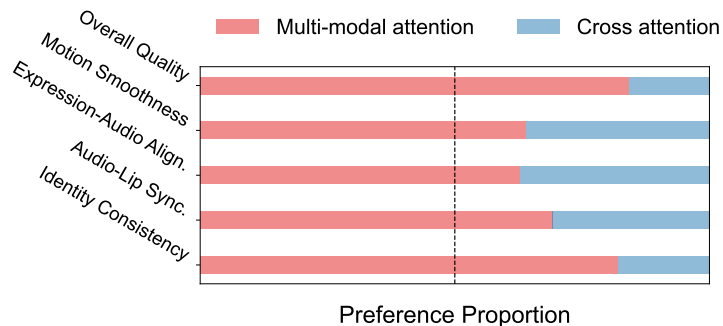 Multi-modal attention
Cross attention
Overall Quality
Motion Smoothness
Expression-Audio Align.
Audio-Lip Sync.
Identity Consistency
Preference Proportion